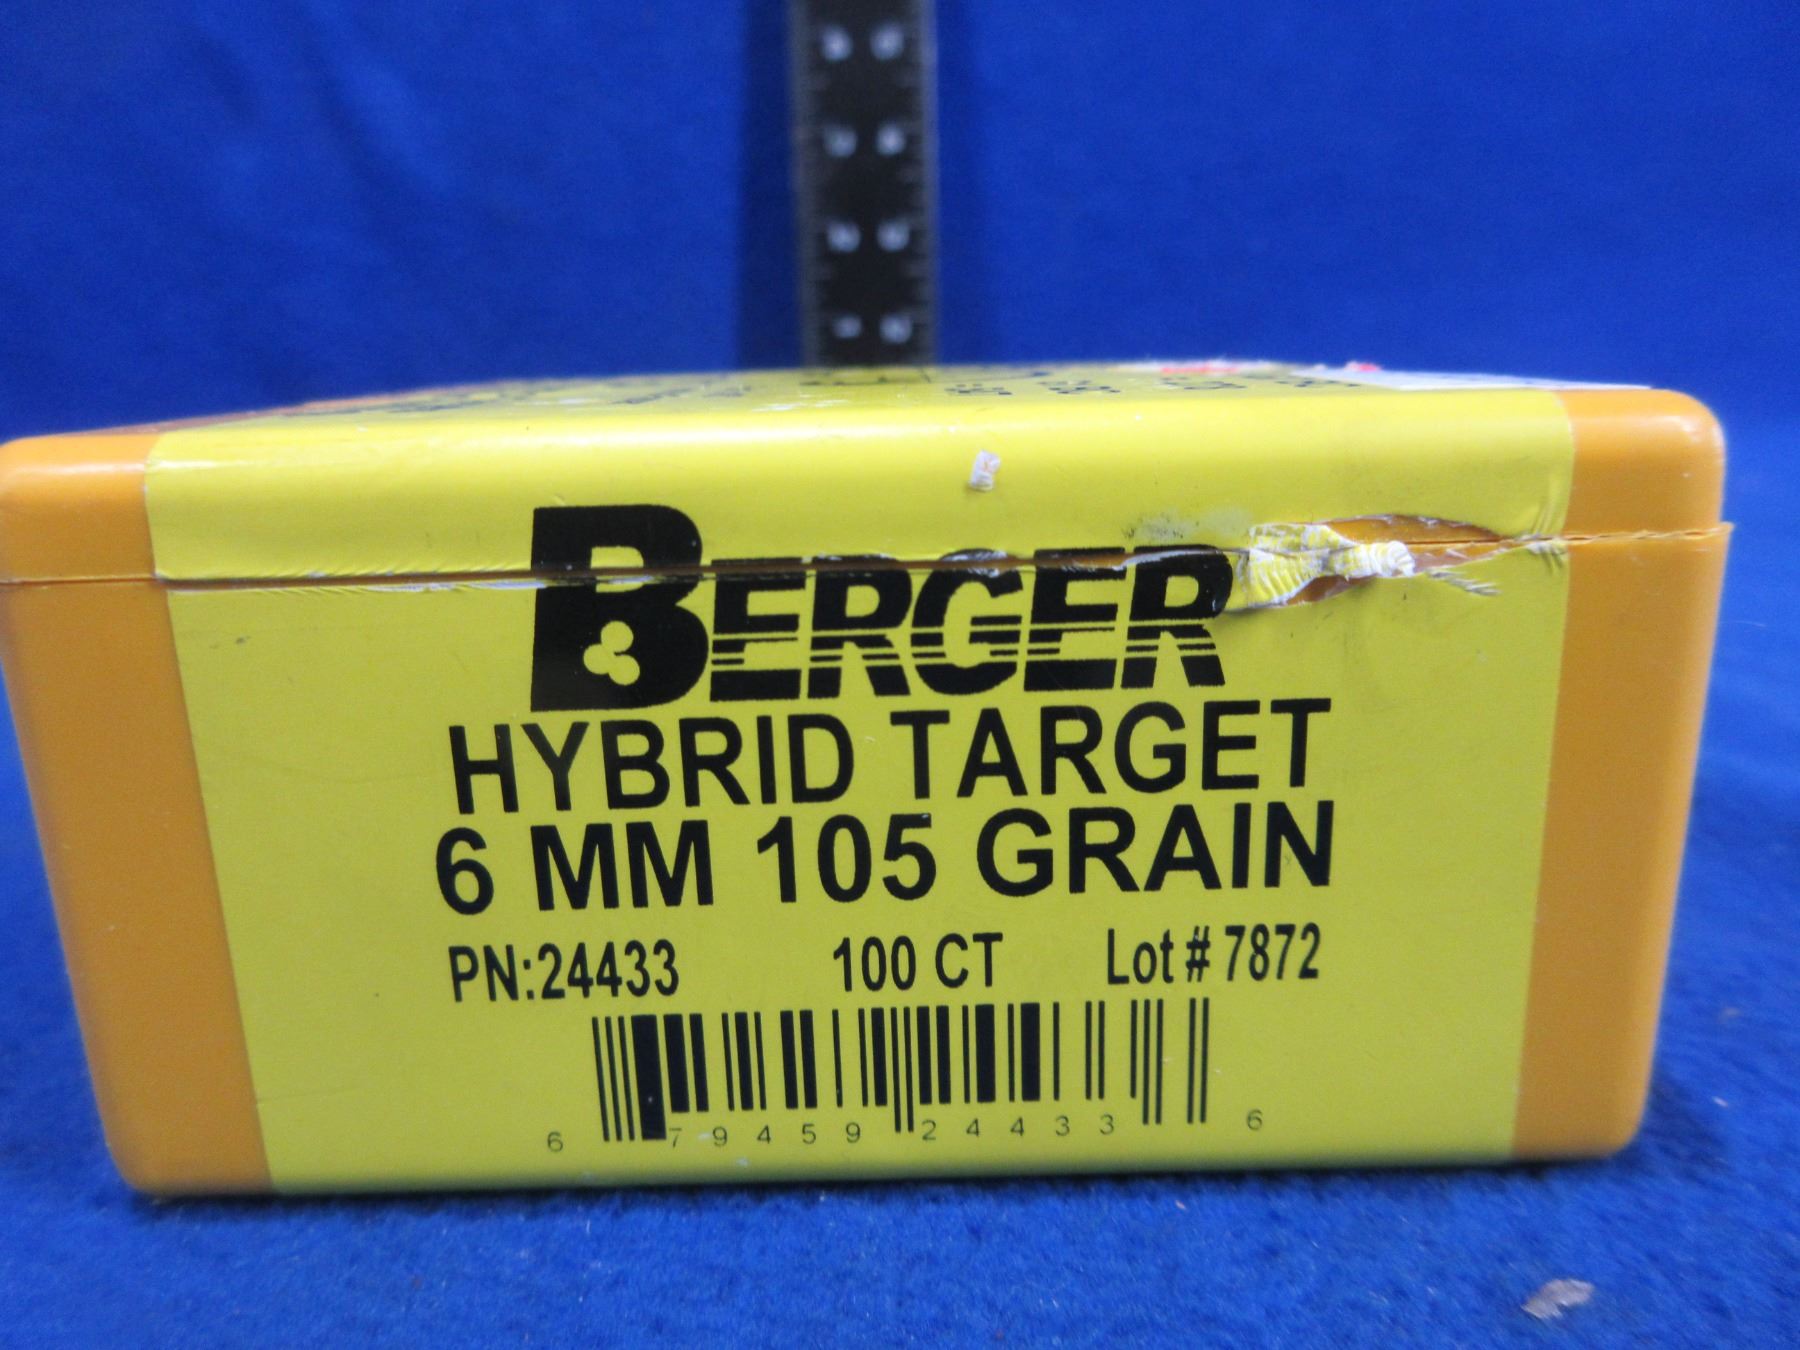 BERGER
HYBRID TARGET
6 MM 105 GRAIN
PN:24433 100 CT Lot # 7872
6 79459 24433 6